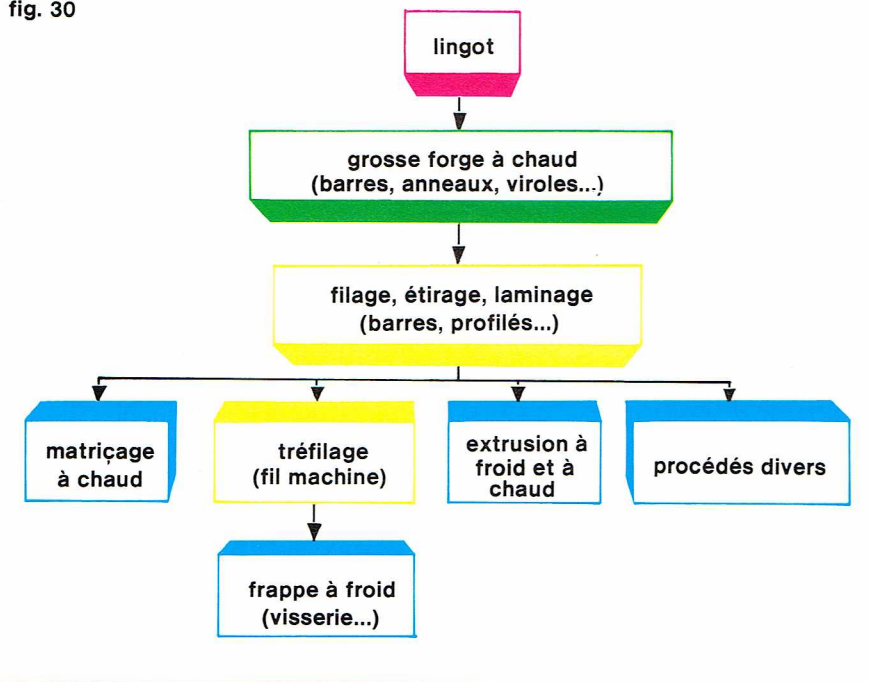 fig. 30
lingot
grosse forge à chaud
(barres, anneaux, viroles...)
filage, étirage, laminage
(barres, profilés...)
matriçage
à chaud
tréfilage
(fil machine)
extrusion à
froid et à
chaud
procédés divers
frappe à froid
(visserie...)